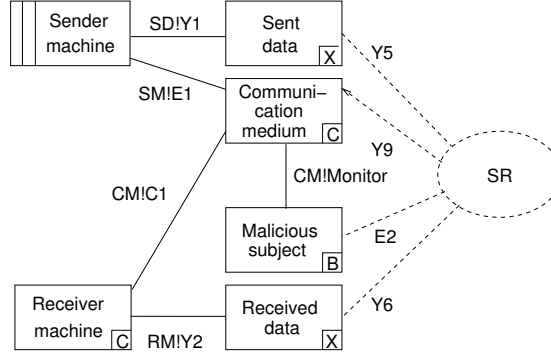 Sender
machine
SD!Y1
Sent
data
X
Y5
SM!E1
Communi–
cation
medium
C
Y9
SR
CM!C1
CM!Monitor
Malicious
subject
B
E2
Receiver
machine
C
RM!Y2
Received
data
X
Y6